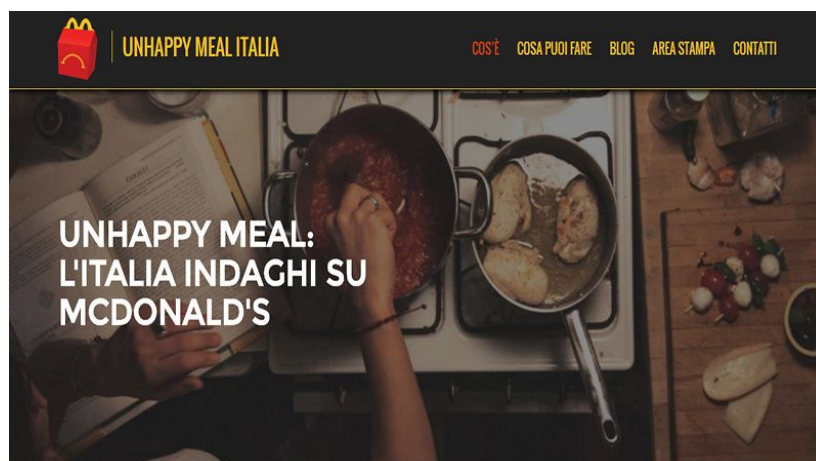 UNHAPPY MEAL ITALIA
COS'È COSA PUOI FARE BLOG AREA STAMPA CONTATTI
UNHAPPY MEAL:
L'ITALIA INDAGHI SU
MCDONALD'S